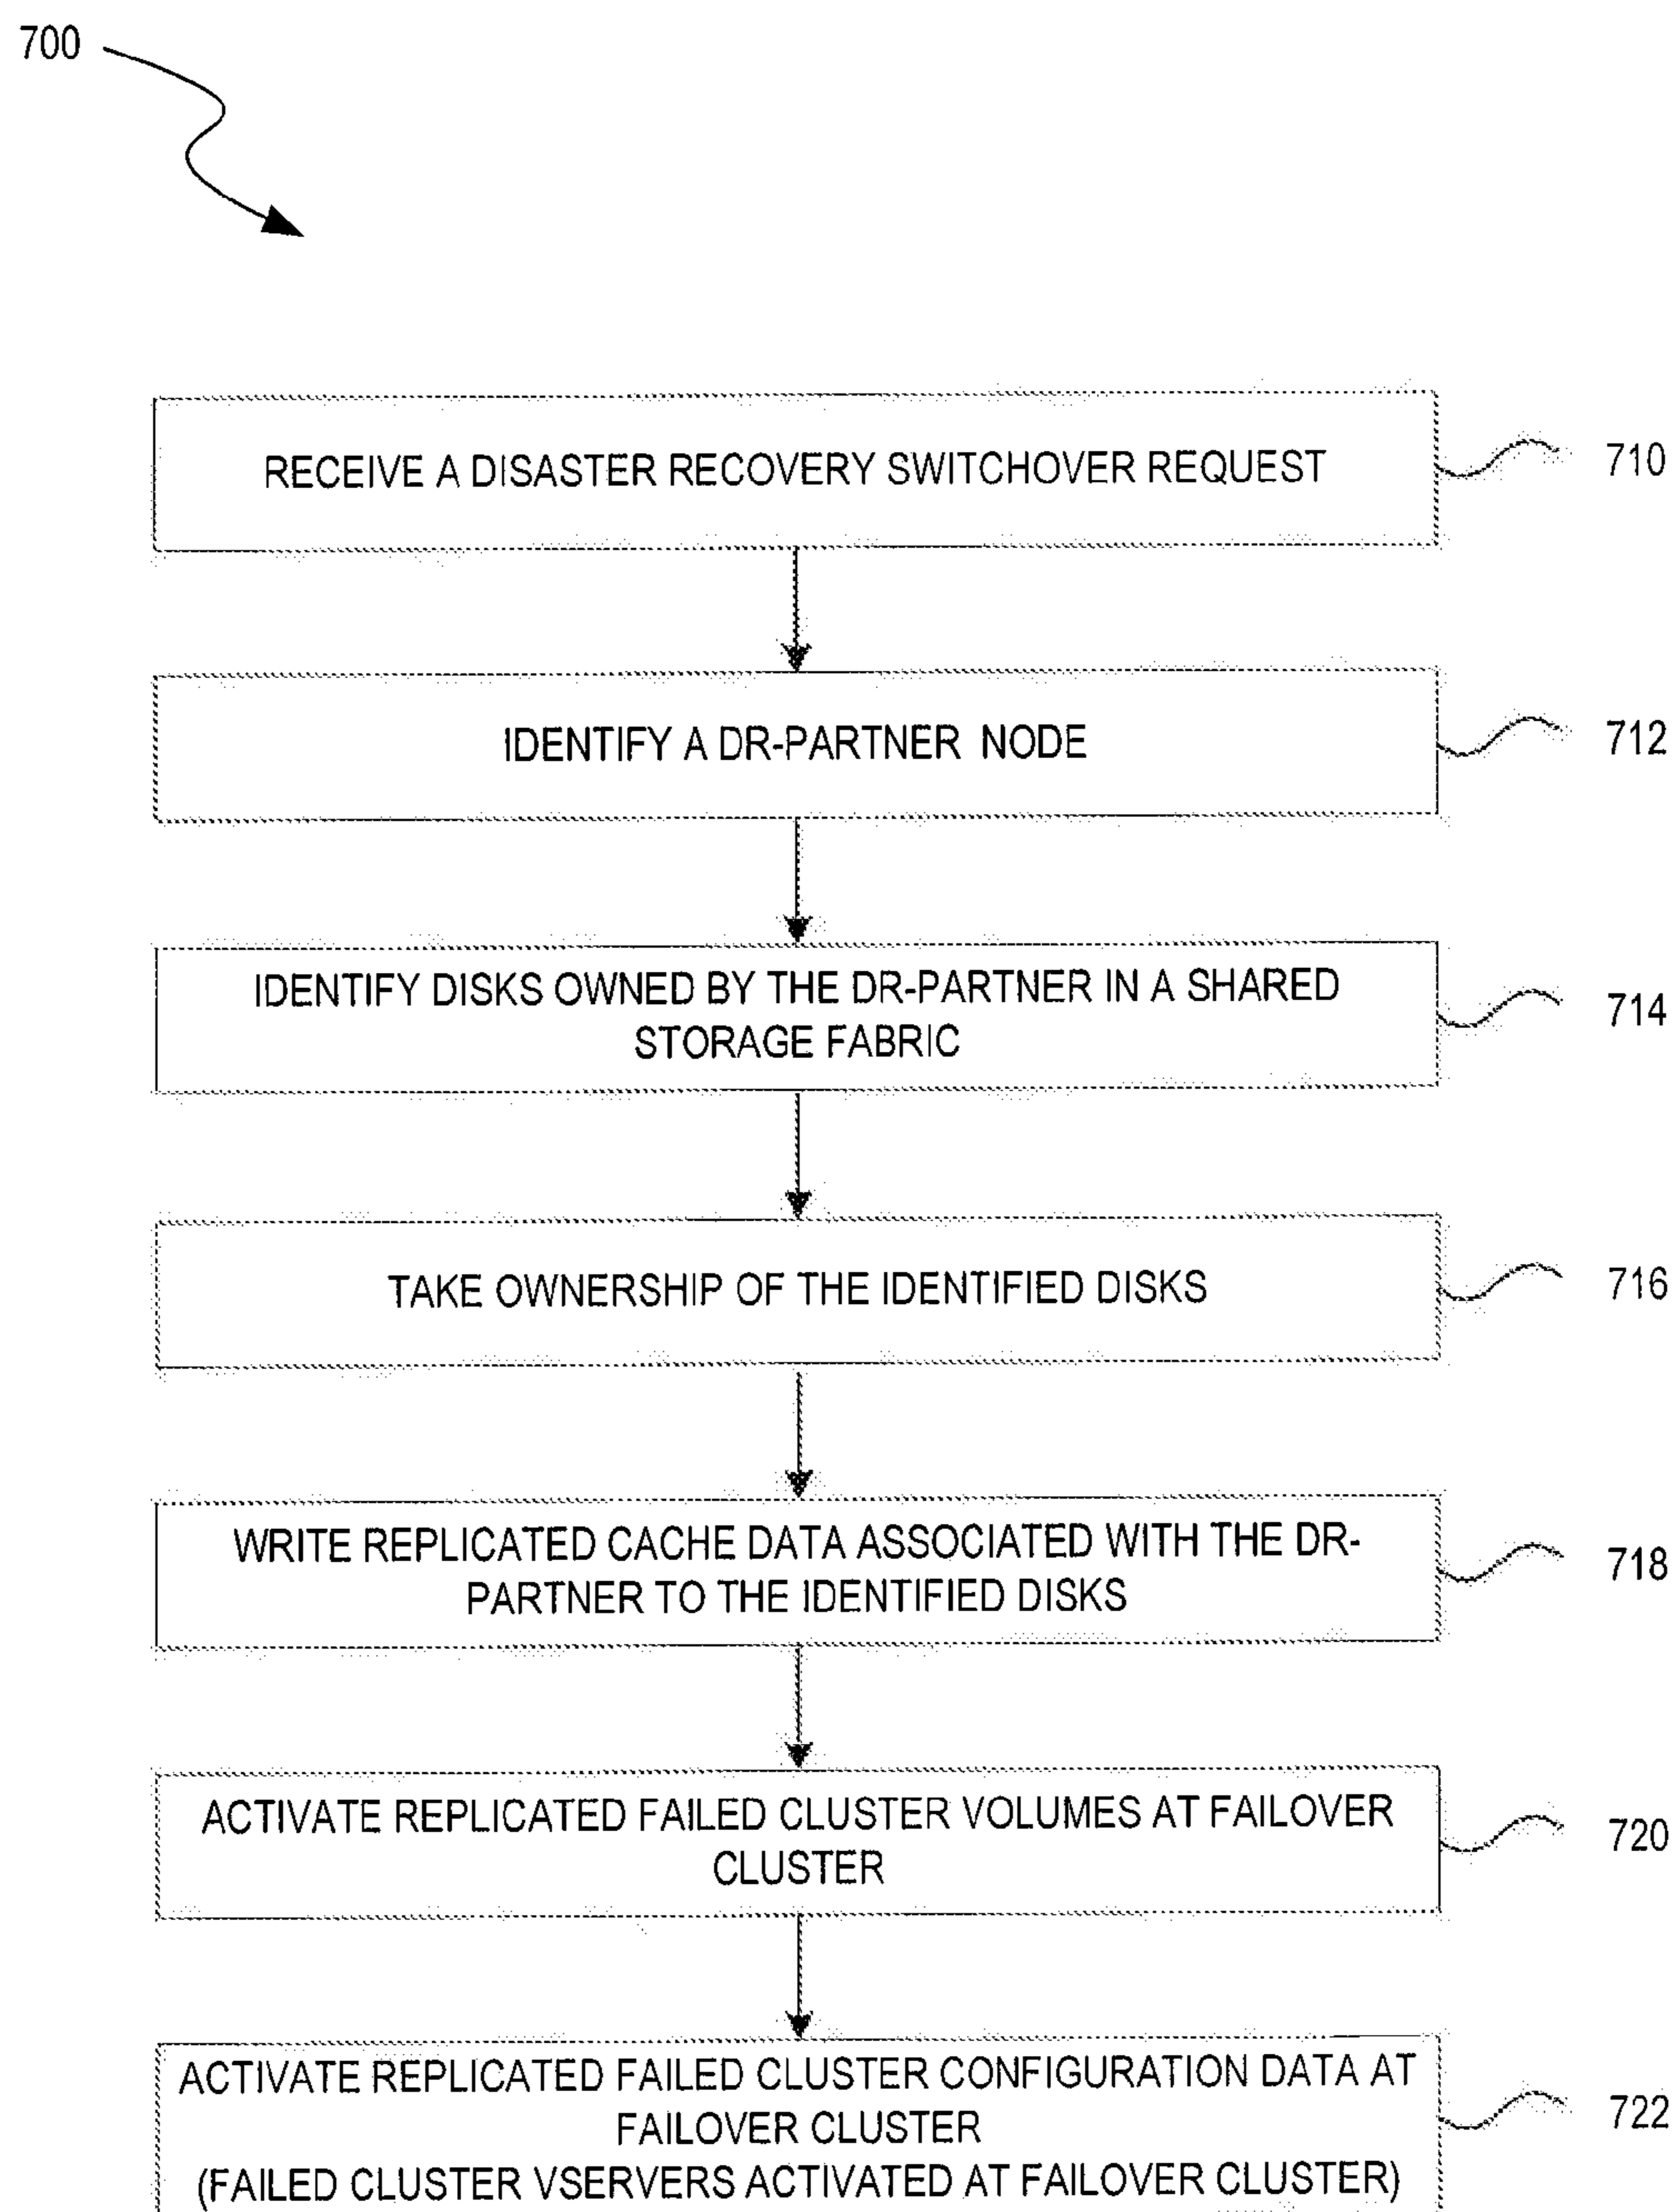 700
RECEIVE A DISASTER RECOVERY SWITCHOVER REQUEST
710
IDENTIFY A DR-PARTNER NODE
712
IDENTIFY DISKS OWNED BY THE DR-PARTNER IN A SHARED
STORAGE FABRIC
714
TAKE OWNERSHIP OF THE IDENTIFIED DISKS
716
WRITE REPLICATED CACHE DATA ASSOCIATED WITH THE DR-
PARTNER TO THE IDENTIFIED DISKS
718
ACTIVATE REPLICATED FAILED CLUSTER VOLUMES AT FAILOVER
CLUSTER
720
ACTIVATE REPLICATED FAILED CLUSTER CONFIGURATION DATA AT
FAILOVER CLUSTER
(FAILED CLUSTER VSERVERS ACTIVATED AT FAILOVER CLUSTER)
722